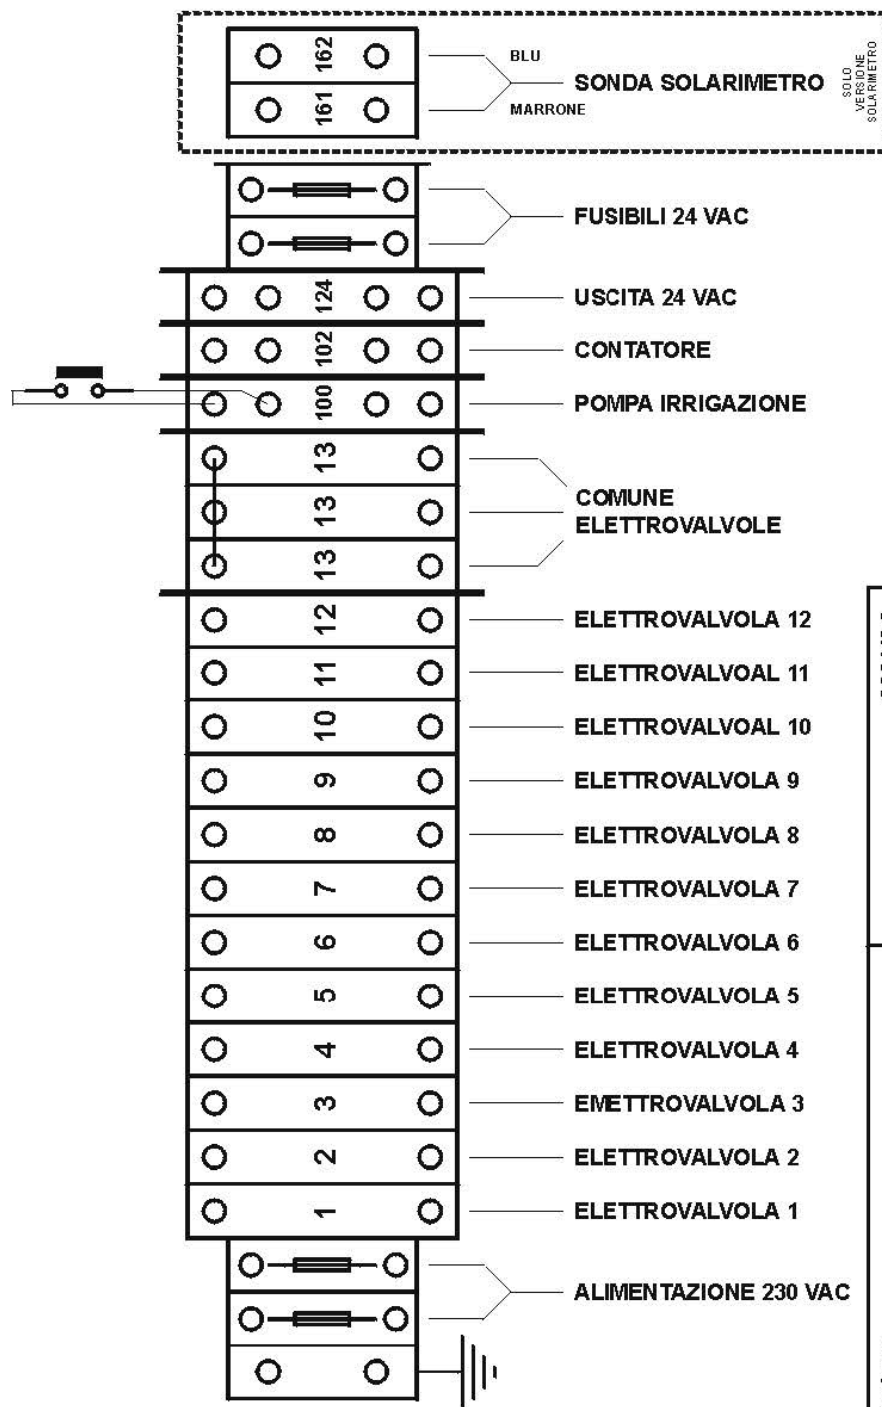 162
BLU
SONDA SOLARIMETRO
161
MARRONE
SOLO
VERSIONE
SOLARIMETRO
FUSIBILI 24 VAC
124
USCITA 24 VAC
102
CONTATORE
100
POMPA IRRIGAZIONE
13
13
13
COMUNE
ELETTROVALVOLE
12
ELETTROVALVOLA 12
11
ELETTROVALVOAL 11
10
ELETTROVALVOAL 10
9
ELETTROVALVOLA 9
8
ELETTROVALVOLA 8
7
ELETTROVALVOLA 7
6
ELETTROVALVOLA 6
5
ELETTROVALVOLA 5
4
ELETTROVALVOLA 4
3
EMETTROVALVOLA 3
2
ELETTROVALVOLA 2
1
ELETTROVALVOLA 1
ALIMENTAZIONE 230 VAC